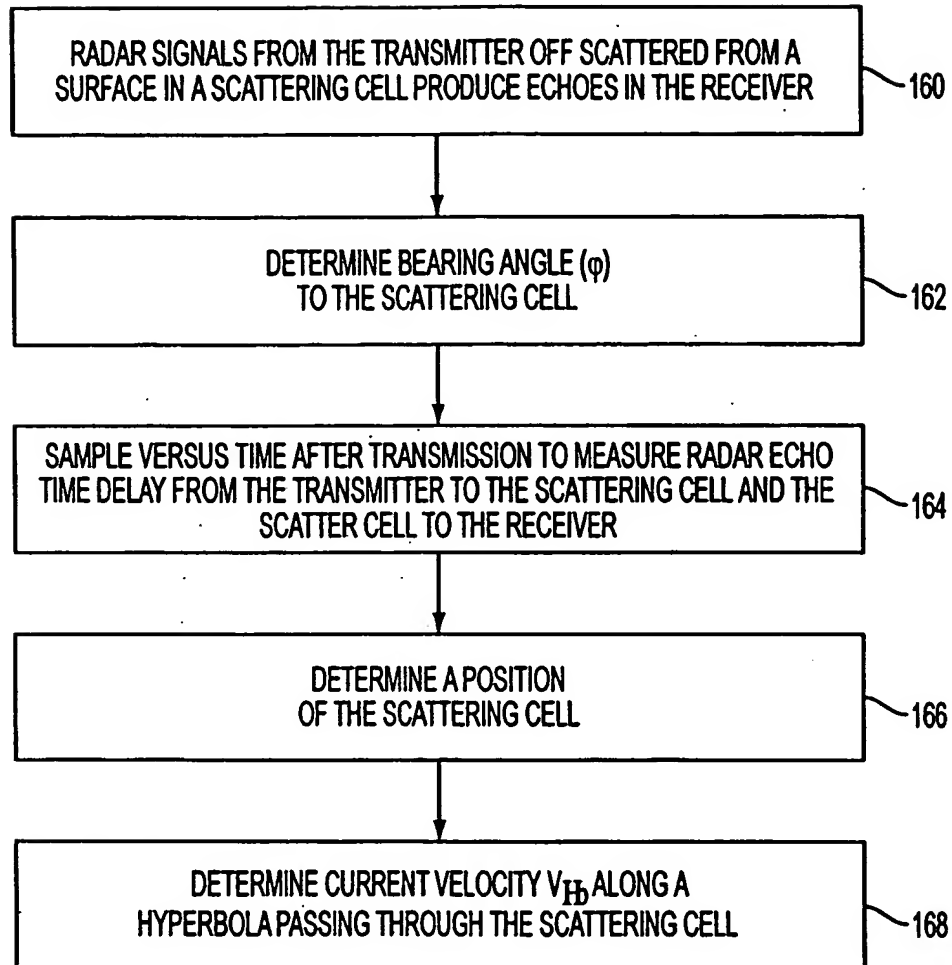 RADAR SIGNALS FROM THE TRANSMITTER OFF SCATTERED FROM A
SURFACE IN A SCATTERING CELL PRODUCE ECHOES IN THE RECEIVER
160
DETERMINE BEARING ANGLE (φ)
TO THE SCATTERING CELL
162
SAMPLE VERSUS TIME AFTER TRANSMISSION TO MEASURE RADAR ECHO
TIME DELAY FROM THE TRANSMITTER TO THE SCATTERING CELL AND THE
SCATTER CELL TO THE RECEIVER
164
DETERMINE A POSITION
OF THE SCATTERING CELL
166
DETERMINE CURRENT VELOCITY VHb ALONG A
HYPERBOLA PASSING THROUGH THE SCATTERING CELL
168